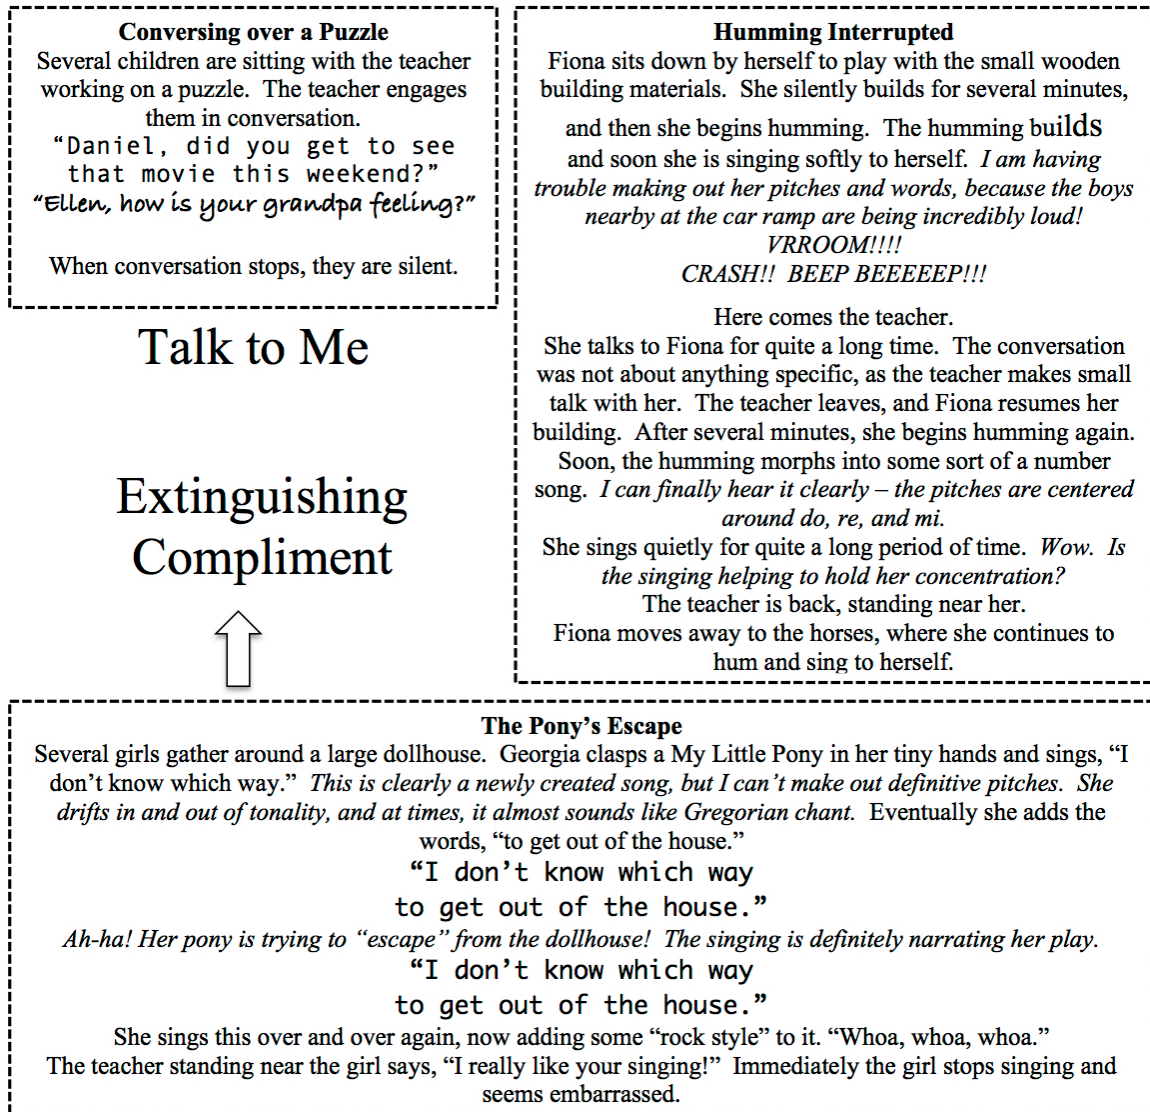 Conversing over a Puzzle
Several children are sitting with the teacher
working on a puzzle.  The teacher engages
them in conversation.
“Daniel, did you get to see
that movie this weekend?”
“Ellen, how is your grandpa feeling?”
When conversation stops, they are silent.
Talk to Me
Extinguishing
Compliment
Humming Interrupted
Fiona sits down by herself to play with the small wooden
building materials.  She silently builds for several minutes,
and then she begins humming.  The humming builds
and soon she is singing softly to herself.  I am having
trouble making out her pitches and words, because the boys
nearby at the car ramp are being incredibly loud!
VRROOM!!!!
CRASH!!  BEEP BEEEEEP!!!
Here comes the teacher.
She talks to Fiona for quite a long time.  The conversation
was not about anything specific, as the teacher makes small
talk with her.  The teacher leaves, and Fiona resumes her
building.  After several minutes, she begins humming again.
Soon, the humming morphs into some sort of a number
song.  I can finally hear it clearly – the pitches are centered
around do, re, and mi.
She sings quietly for quite a long period of time.  Wow.  Is
the singing helping to hold her concentration?
The teacher is back, standing near her.
Fiona moves away to the horses, where she continues to
hum and sing to herself.
The Pony’s Escape
Several girls gather around a large dollhouse.  Georgia clasps a My Little Pony in her tiny hands and sings, “I
don’t know which way.”  This is clearly a newly created song, but I can’t make out definitive pitches.  She
drifts in and out of tonality, and at times, it almost sounds like Gregorian chant.  Eventually she adds the
words, “to get out of the house.”
“I don’t know which way
to get out of the house.”
Ah-ha! Her pony is trying to “escape” from the dollhouse!  The singing is definitely narrating her play.
“I don’t know which way
to get out of the house.”
She sings this over and over again, now adding some “rock style” to it. “Whoa, whoa, whoa.”
The teacher standing near the girl says, “I really like your singing!”  Immediately the girl stops singing and
seems embarrassed.